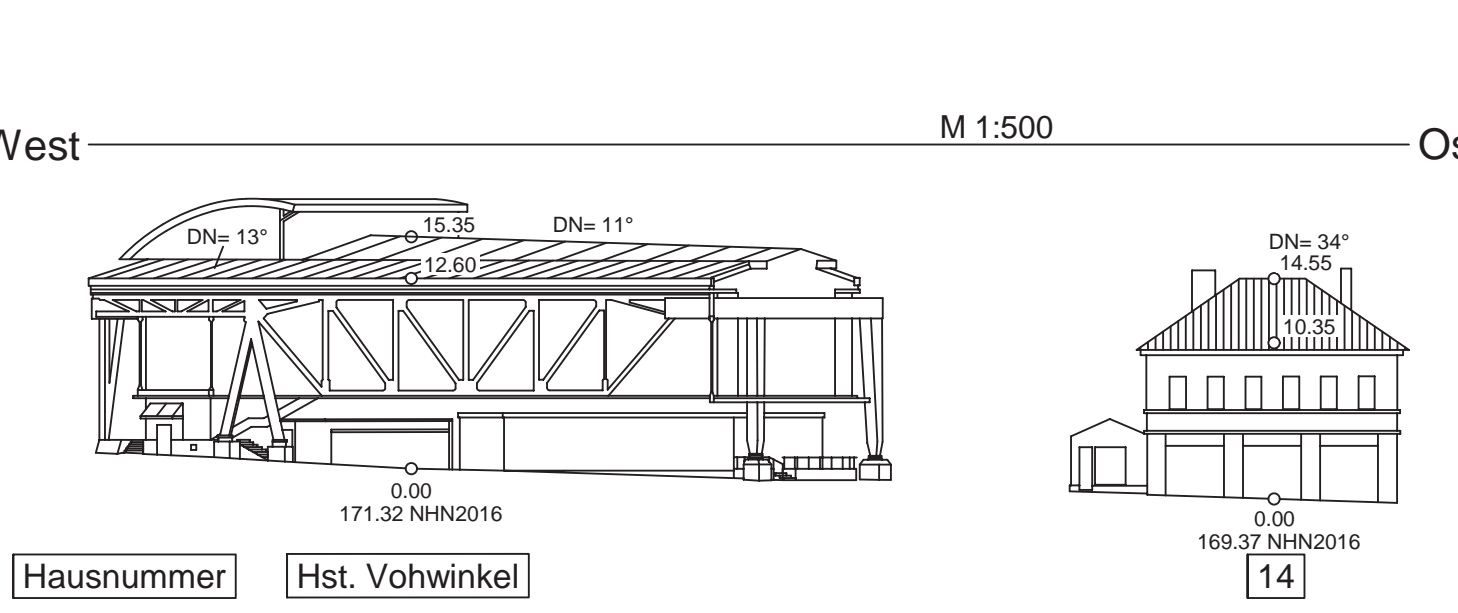 West
M 1:500
Os
DN= 13°
15.35
DN= 11°
12.60
0.00
171.32 NHN2016
DN= 34°
14.55
10.35
0.00
169.37 NHN2016
Hausnummer
Hst. Vohwinkel
14